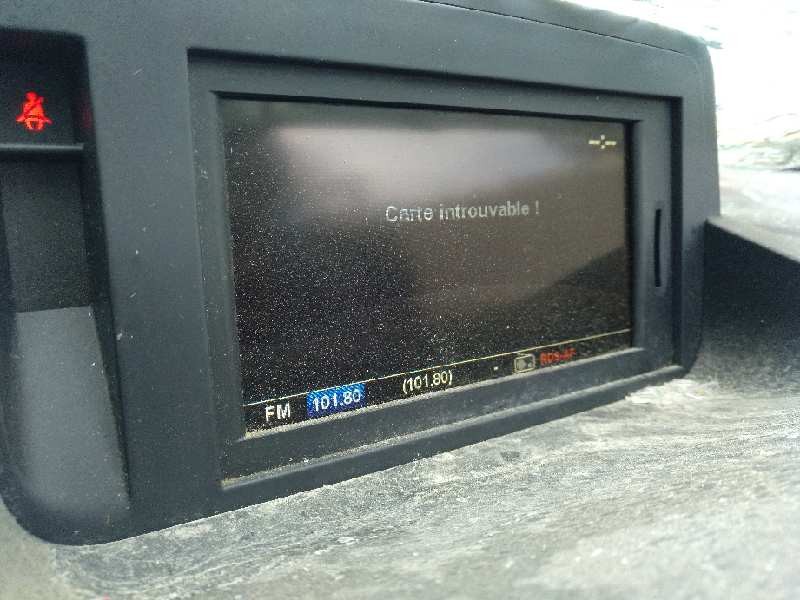 Carte introuvable !
FM 101.80 (101.80) RDS-AF